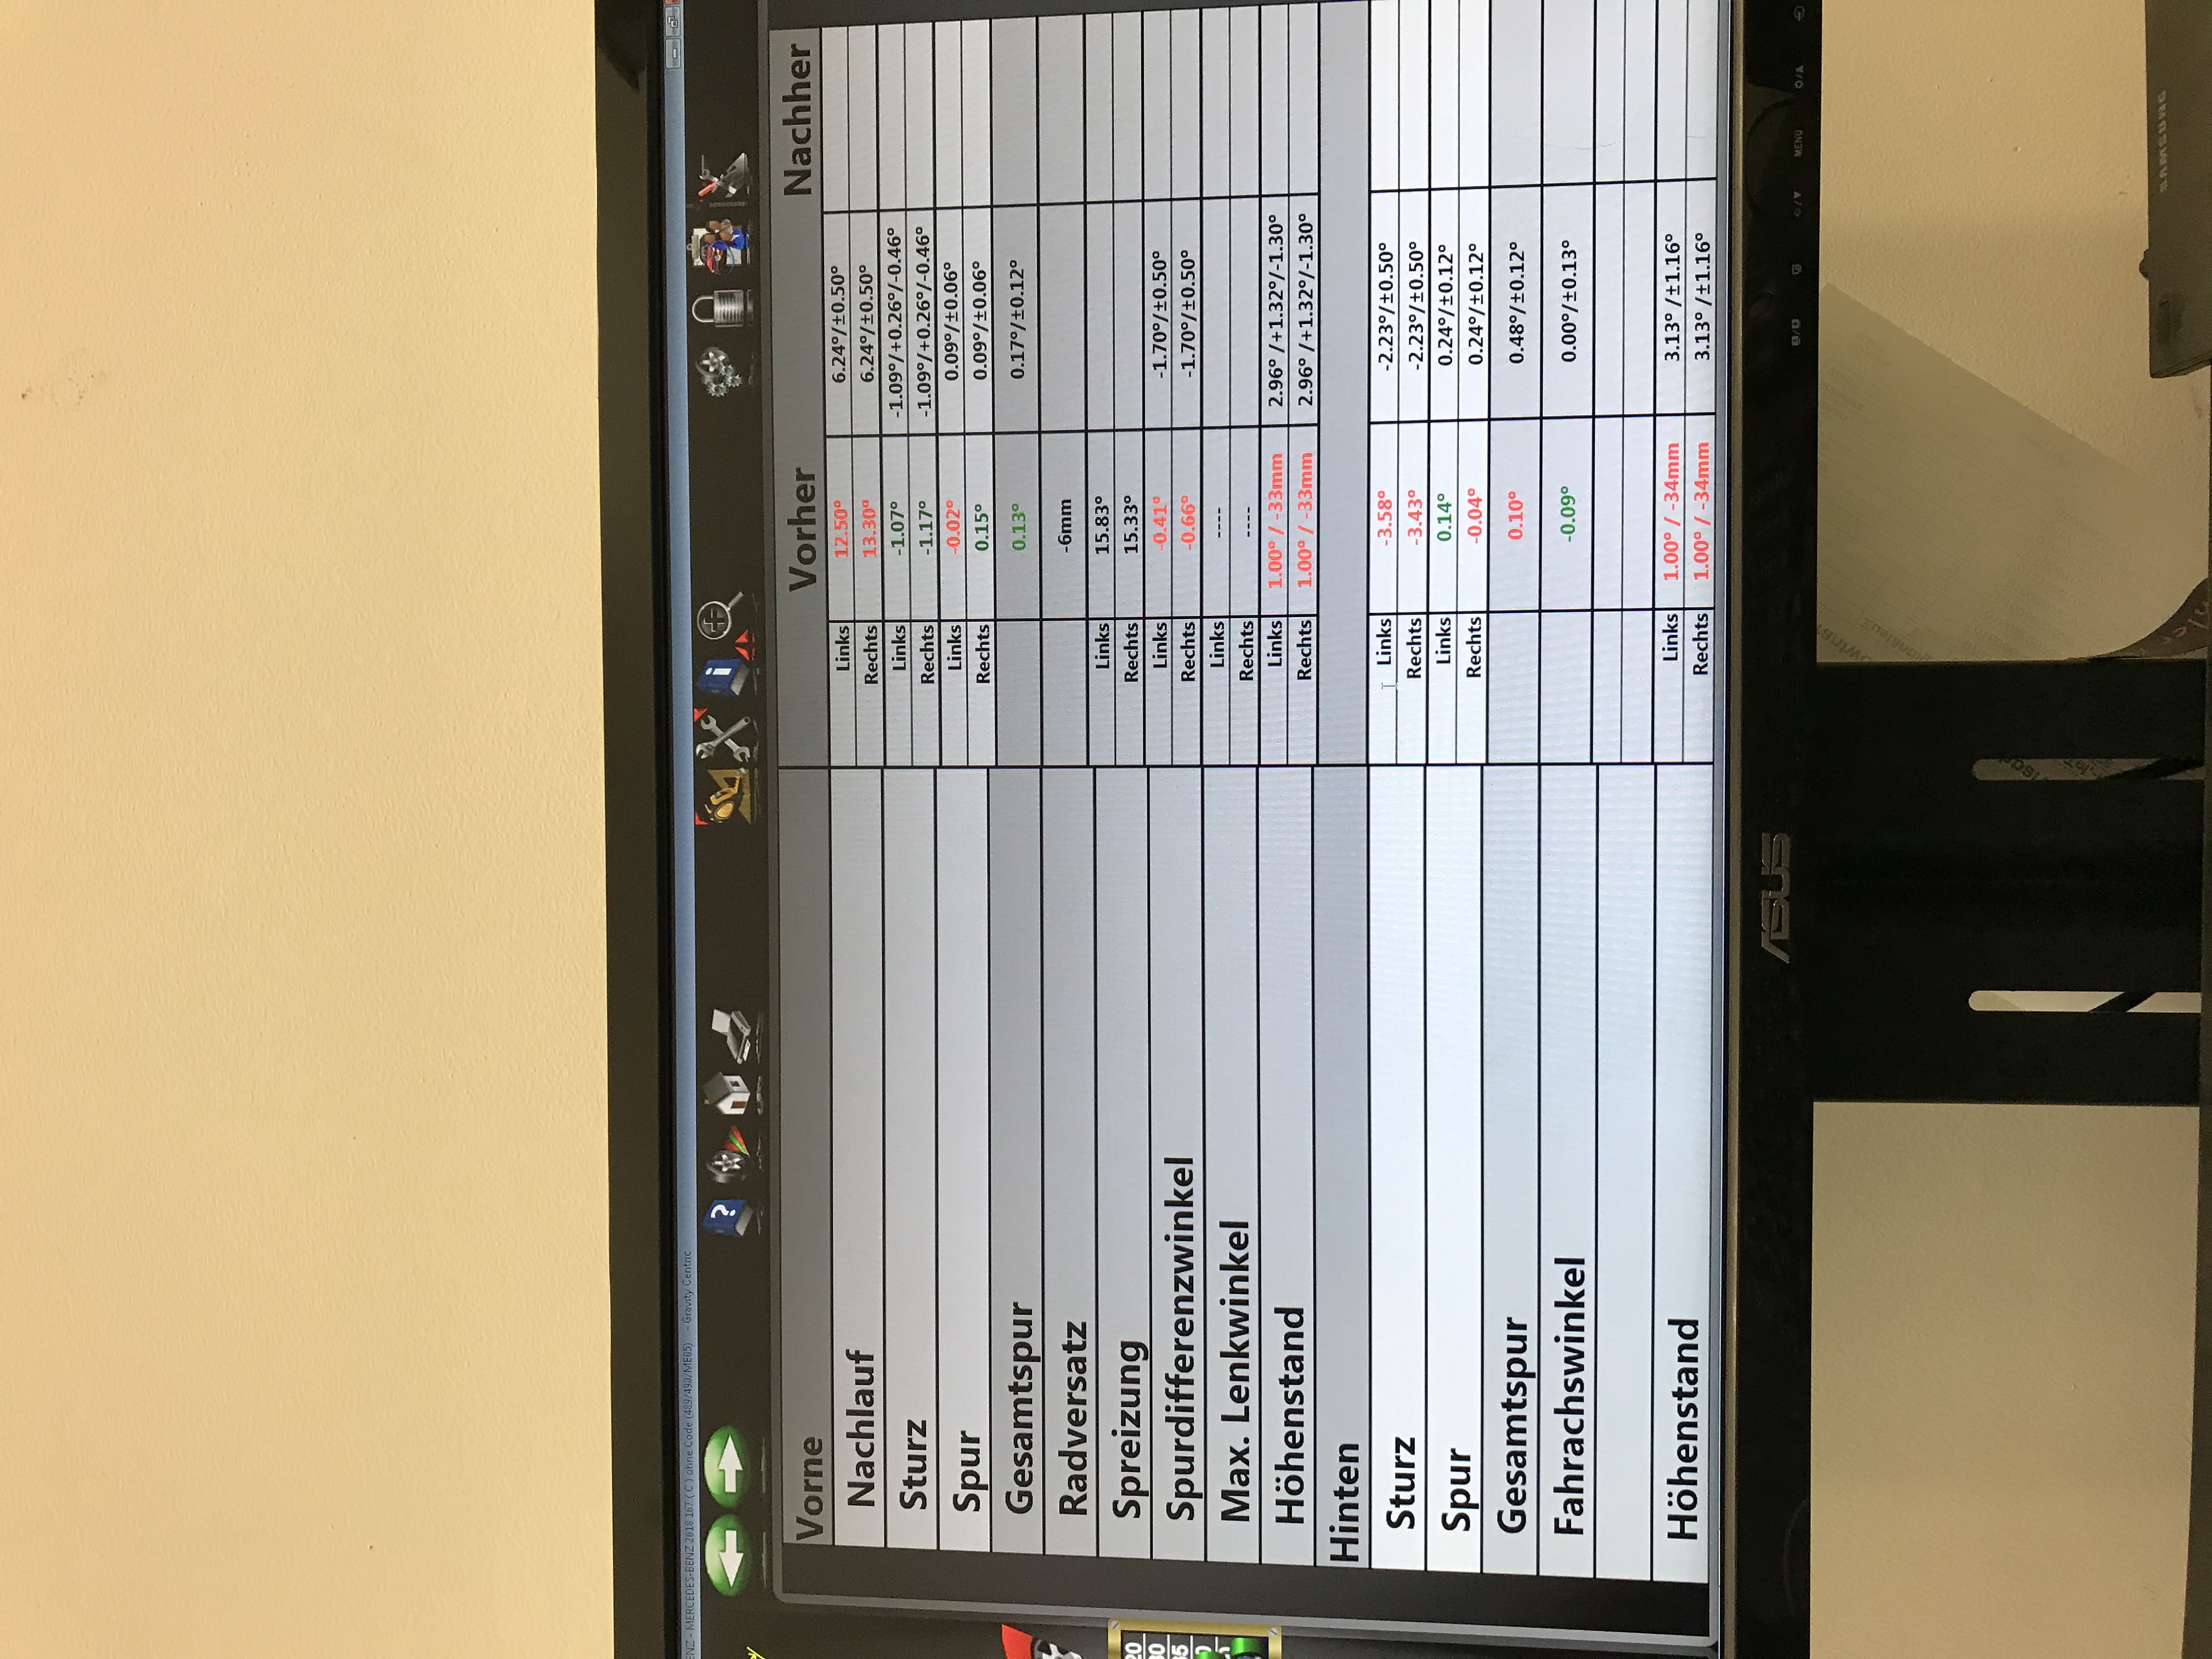 ENZ - MERCEDES-BENZ 2018 167 ( C ) ohne Code (489/490/ME05) - Gravity Centric
Vorne Vorher Nachher
Nachlauf
Links 12.50° 6.24°/±0.50°
Rechts 13.30° 6.24°/±0.50°
Sturz
Links -1.07° -1.09°/+0.26°/-0.46°
Rechts -1.17° -1.09°/+0.26°/-0.46°
Spur
Links -0.02° 0.09°/±0.06°
Rechts 0.15° 0.09°/±0.06°
Gesamtspur 0.13° 0.17°/±0.12°
Radversatz -6mm
Spreizung
Links 15.83°
Rechts 15.33°
Spurdifferenzwinkel
Links -0.41° -1.70°/±0.50°
Rechts -0.66° -1.70°/±0.50°
Max. Lenkwinkel
Links ----
Rechts ----
Höhenstand
Links 1.00° / -33mm 2.96° /+1.32°/-1.30°
Rechts 1.00° / -33mm 2.96° /+1.32°/-1.30°
Hinten
Sturz
Links -3.58° -2.23°/±0.50°
Rechts -3.43° -2.23°/±0.50°
Spur
Links 0.14° 0.24°/±0.12°
Rechts -0.04° 0.24°/±0.12°
Gesamtspur 0.10° 0.48°/±0.12°
Fahrachswinkel -0.09° 0.00°/±0.13°
Höhenstand
Links 1.00° / -34mm 3.13° /±1.16°
Rechts 1.00° / -34mm 3.13° /±1.16°
ASUS
MENU
SAMSUNG